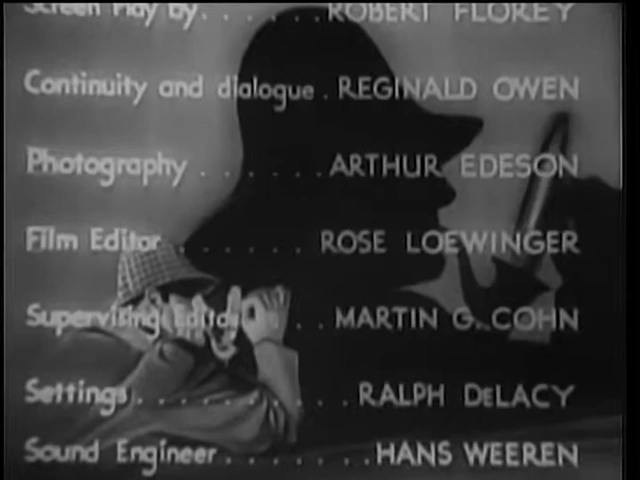 Screen Play by. . . . . . ROBERT FLOREY
Continuity and dialogue . REGINALD OWEN
Photography . . . . . . ARTHUR EDESON
Film Editor . . . . . . . ROSE LOEWINGER
Supervising Editor . . MARTIN G. COHN
Settings. . . . . . . . . . . RALPH DeLACY
Sound Engineer . . . . . . . HANS WEEREN